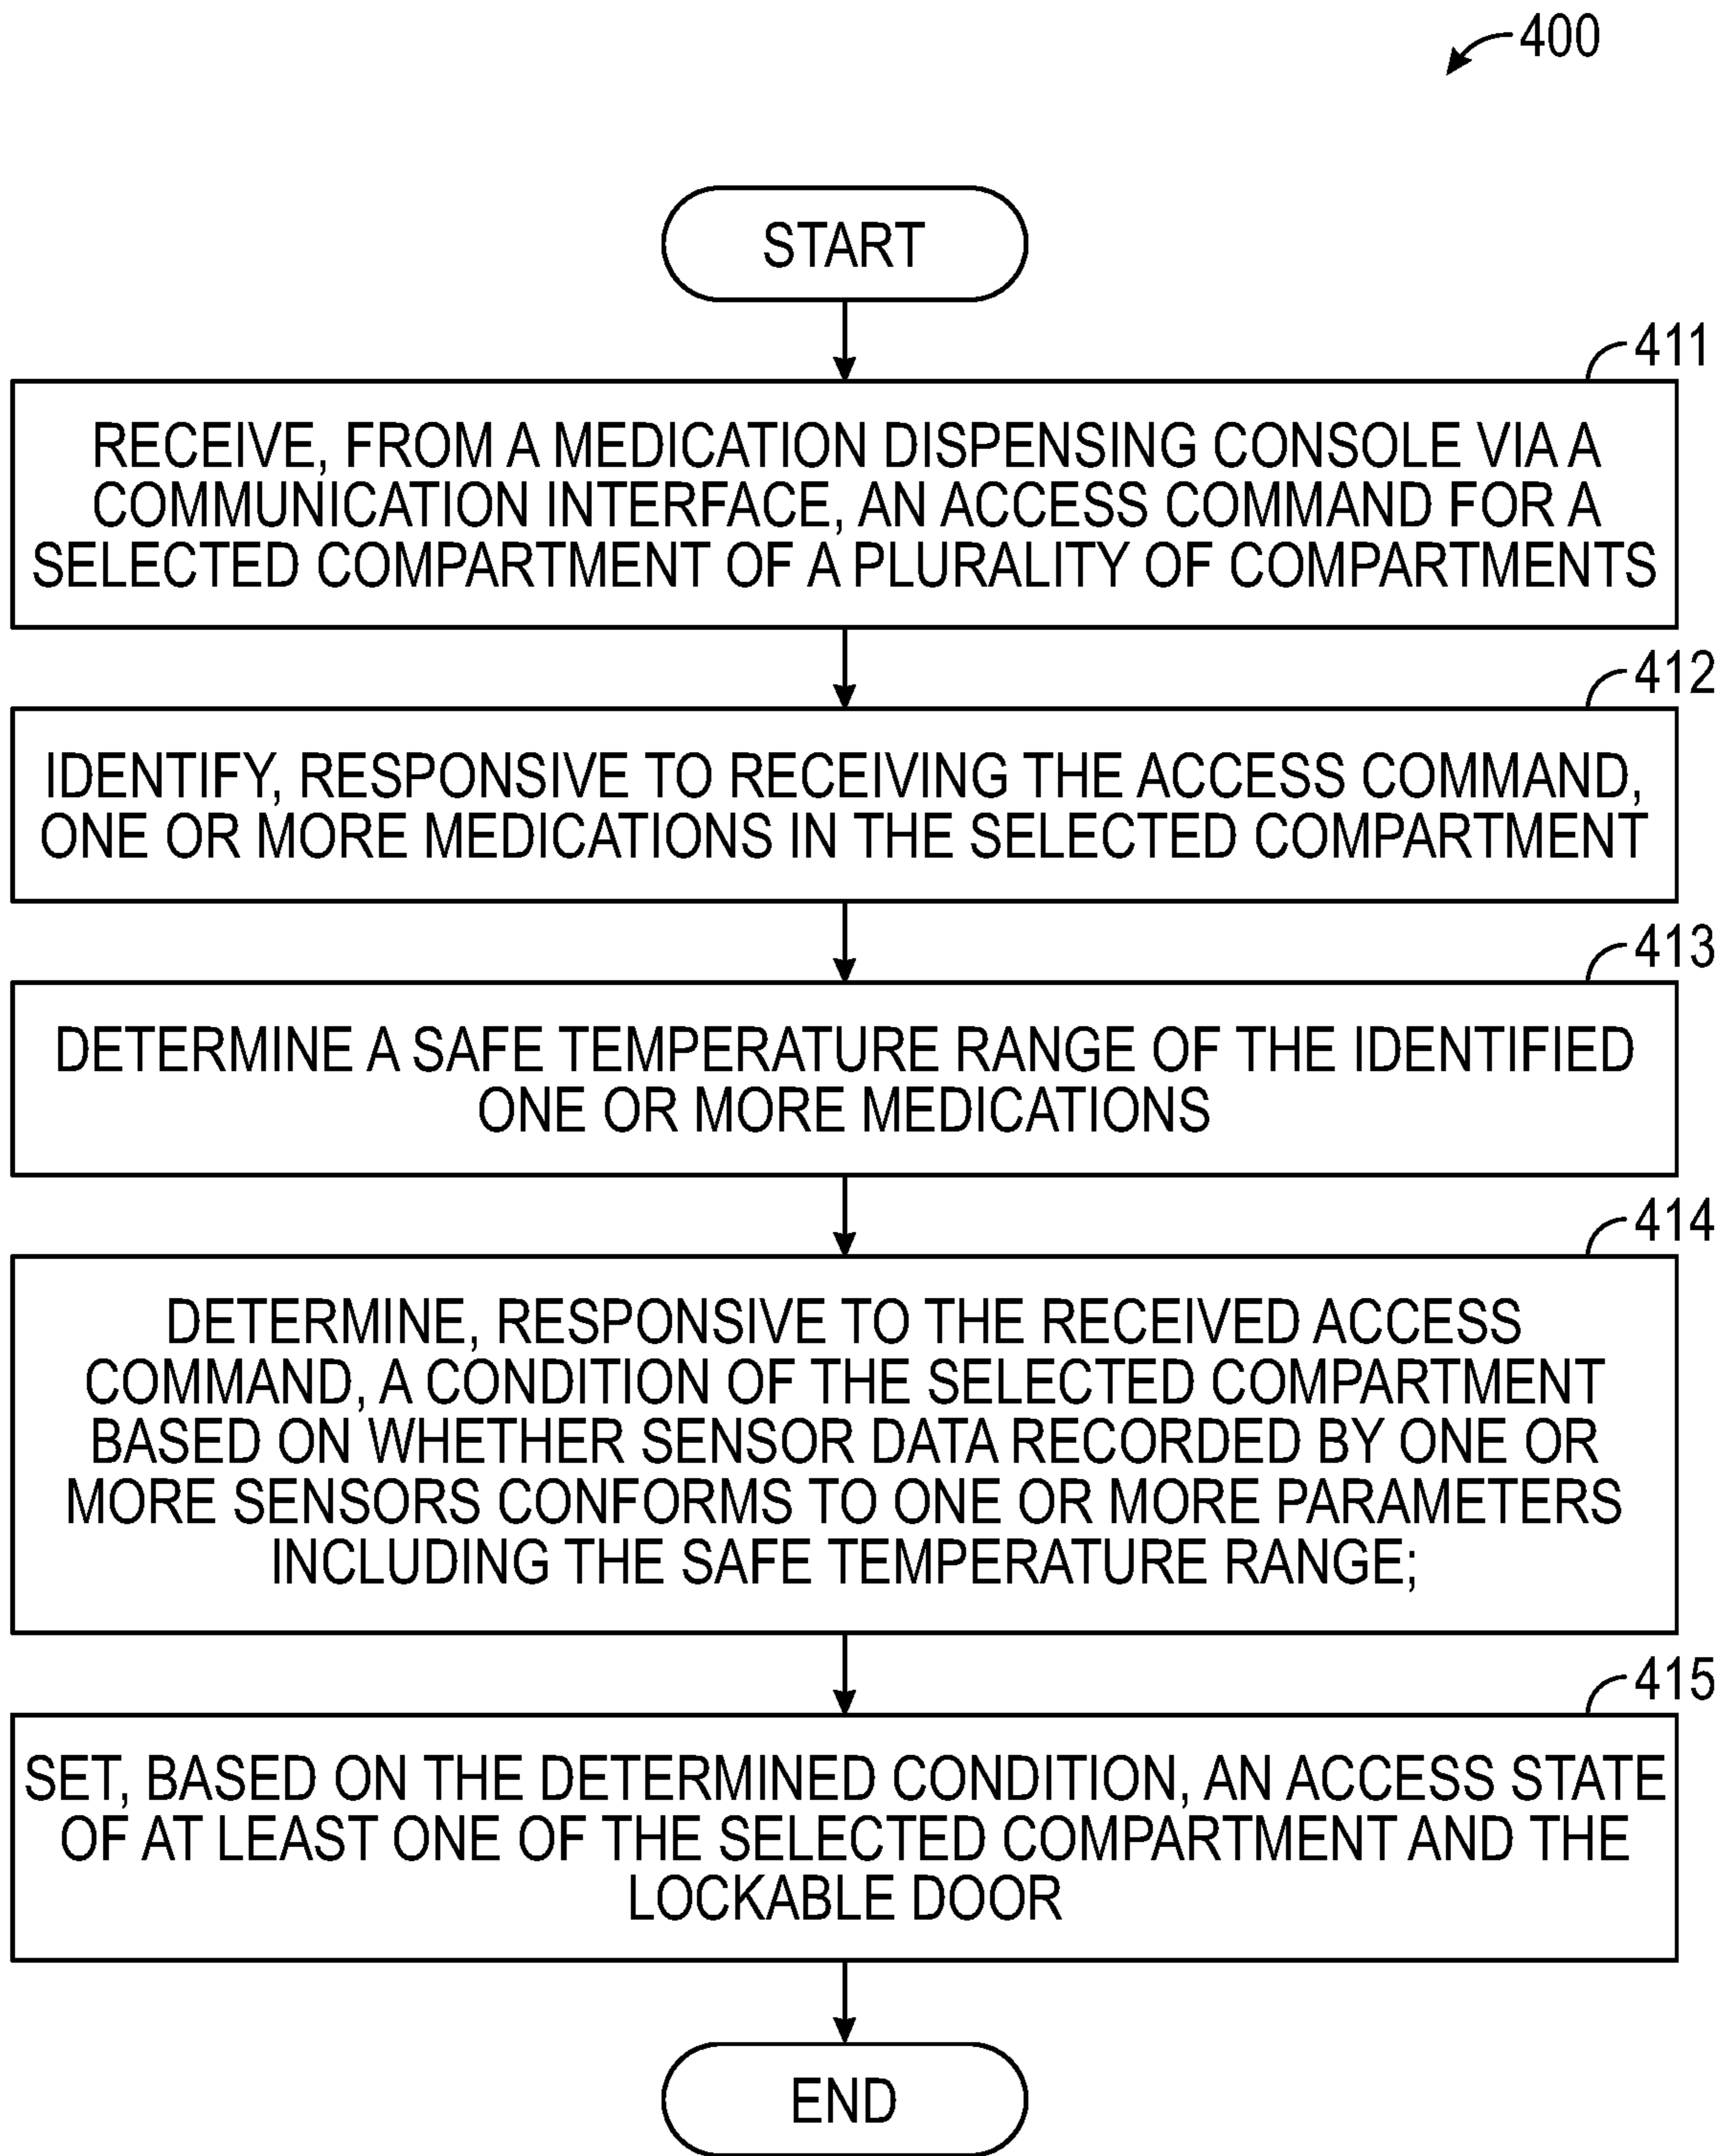 400
START
411
RECEIVE, FROM A MEDICATION DISPENSING CONSOLE VIA A
COMMUNICATION INTERFACE, AN ACCESS COMMAND FOR A
SELECTED COMPARTMENT OF A PLURALITY OF COMPARTMENTS
412
IDENTIFY, RESPONSIVE TO RECEIVING THE ACCESS COMMAND,
ONE OR MORE MEDICATIONS IN THE SELECTED COMPARTMENT
413
DETERMINE A SAFE TEMPERATURE RANGE OF THE IDENTIFIED
ONE OR MORE MEDICATIONS
414
DETERMINE, RESPONSIVE TO THE RECEIVED ACCESS
COMMAND, A CONDITION OF THE SELECTED COMPARTMENT
BASED ON WHETHER SENSOR DATA RECORDED BY ONE OR
MORE SENSORS CONFORMS TO ONE OR MORE PARAMETERS
INCLUDING THE SAFE TEMPERATURE RANGE;
415
SET, BASED ON THE DETERMINED CONDITION, AN ACCESS STATE
OF AT LEAST ONE OF THE SELECTED COMPARTMENT AND THE
LOCKABLE DOOR
END